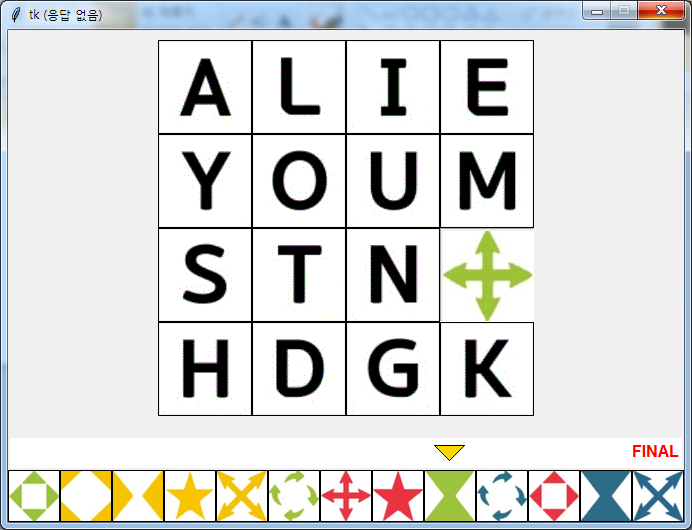 tk (응답 없음)
A L I E
Y O U M
S T N
H D G K
FINAL